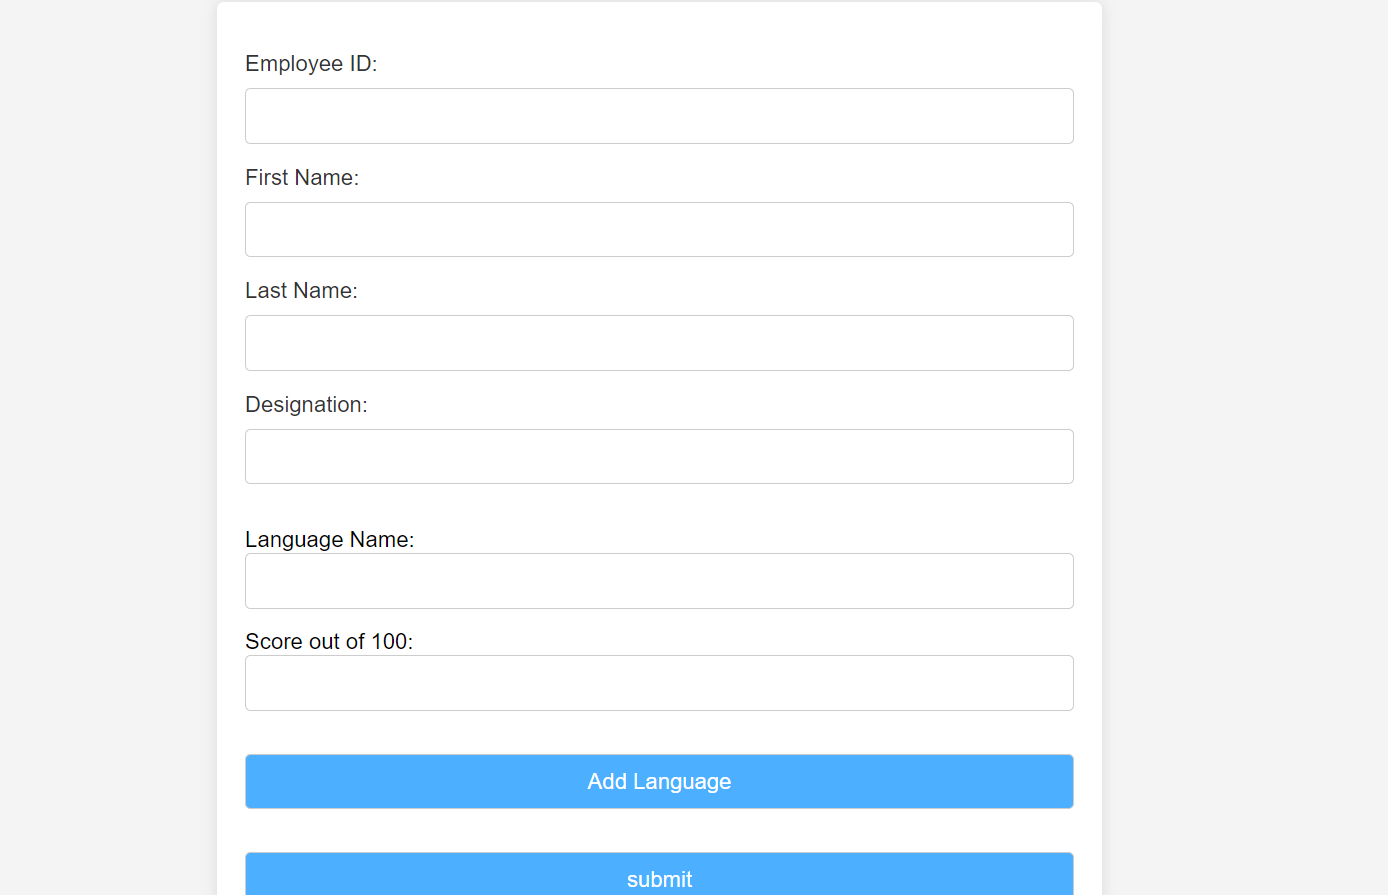 Employee ID:
First Name:
Last Name:
Designation:
Language Name:
Score out of 100:
Add Language
submit